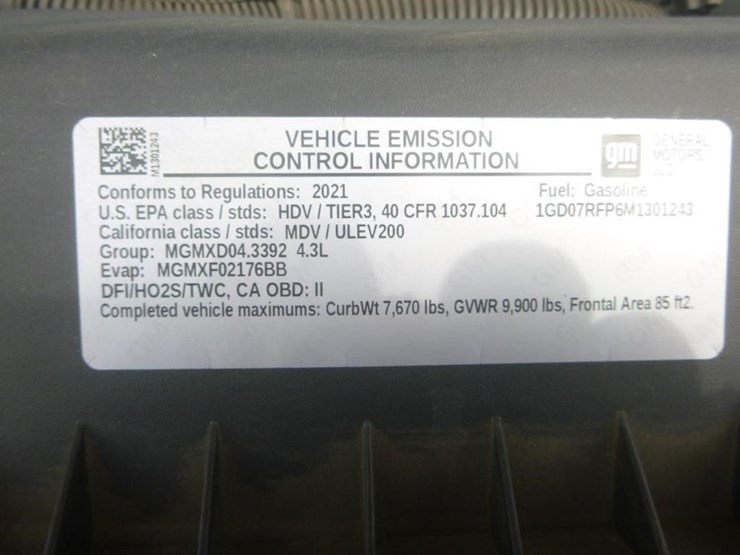 M1301243
VEHICLE EMISSION
CONTROL INFORMATION
gm
GENERAL
MOTORS
LLC
Conforms to Regulations: 2021
Fuel: Gasoline
U.S. EPA class / stds: HDV / TIER3, 40 CFR 1037.104
1GD07RFP6M1301243
California class / stds: MDV / ULEV200
Group: MGMXD04.3392 4.3L
Evap: MGMXF02176BB
DFI/HO2S/TWC, CA OBD: II
Completed vehicle maximums: CurbWt 7,670 lbs, GVWR 9,900 lbs, Frontal Area 85 ft2.